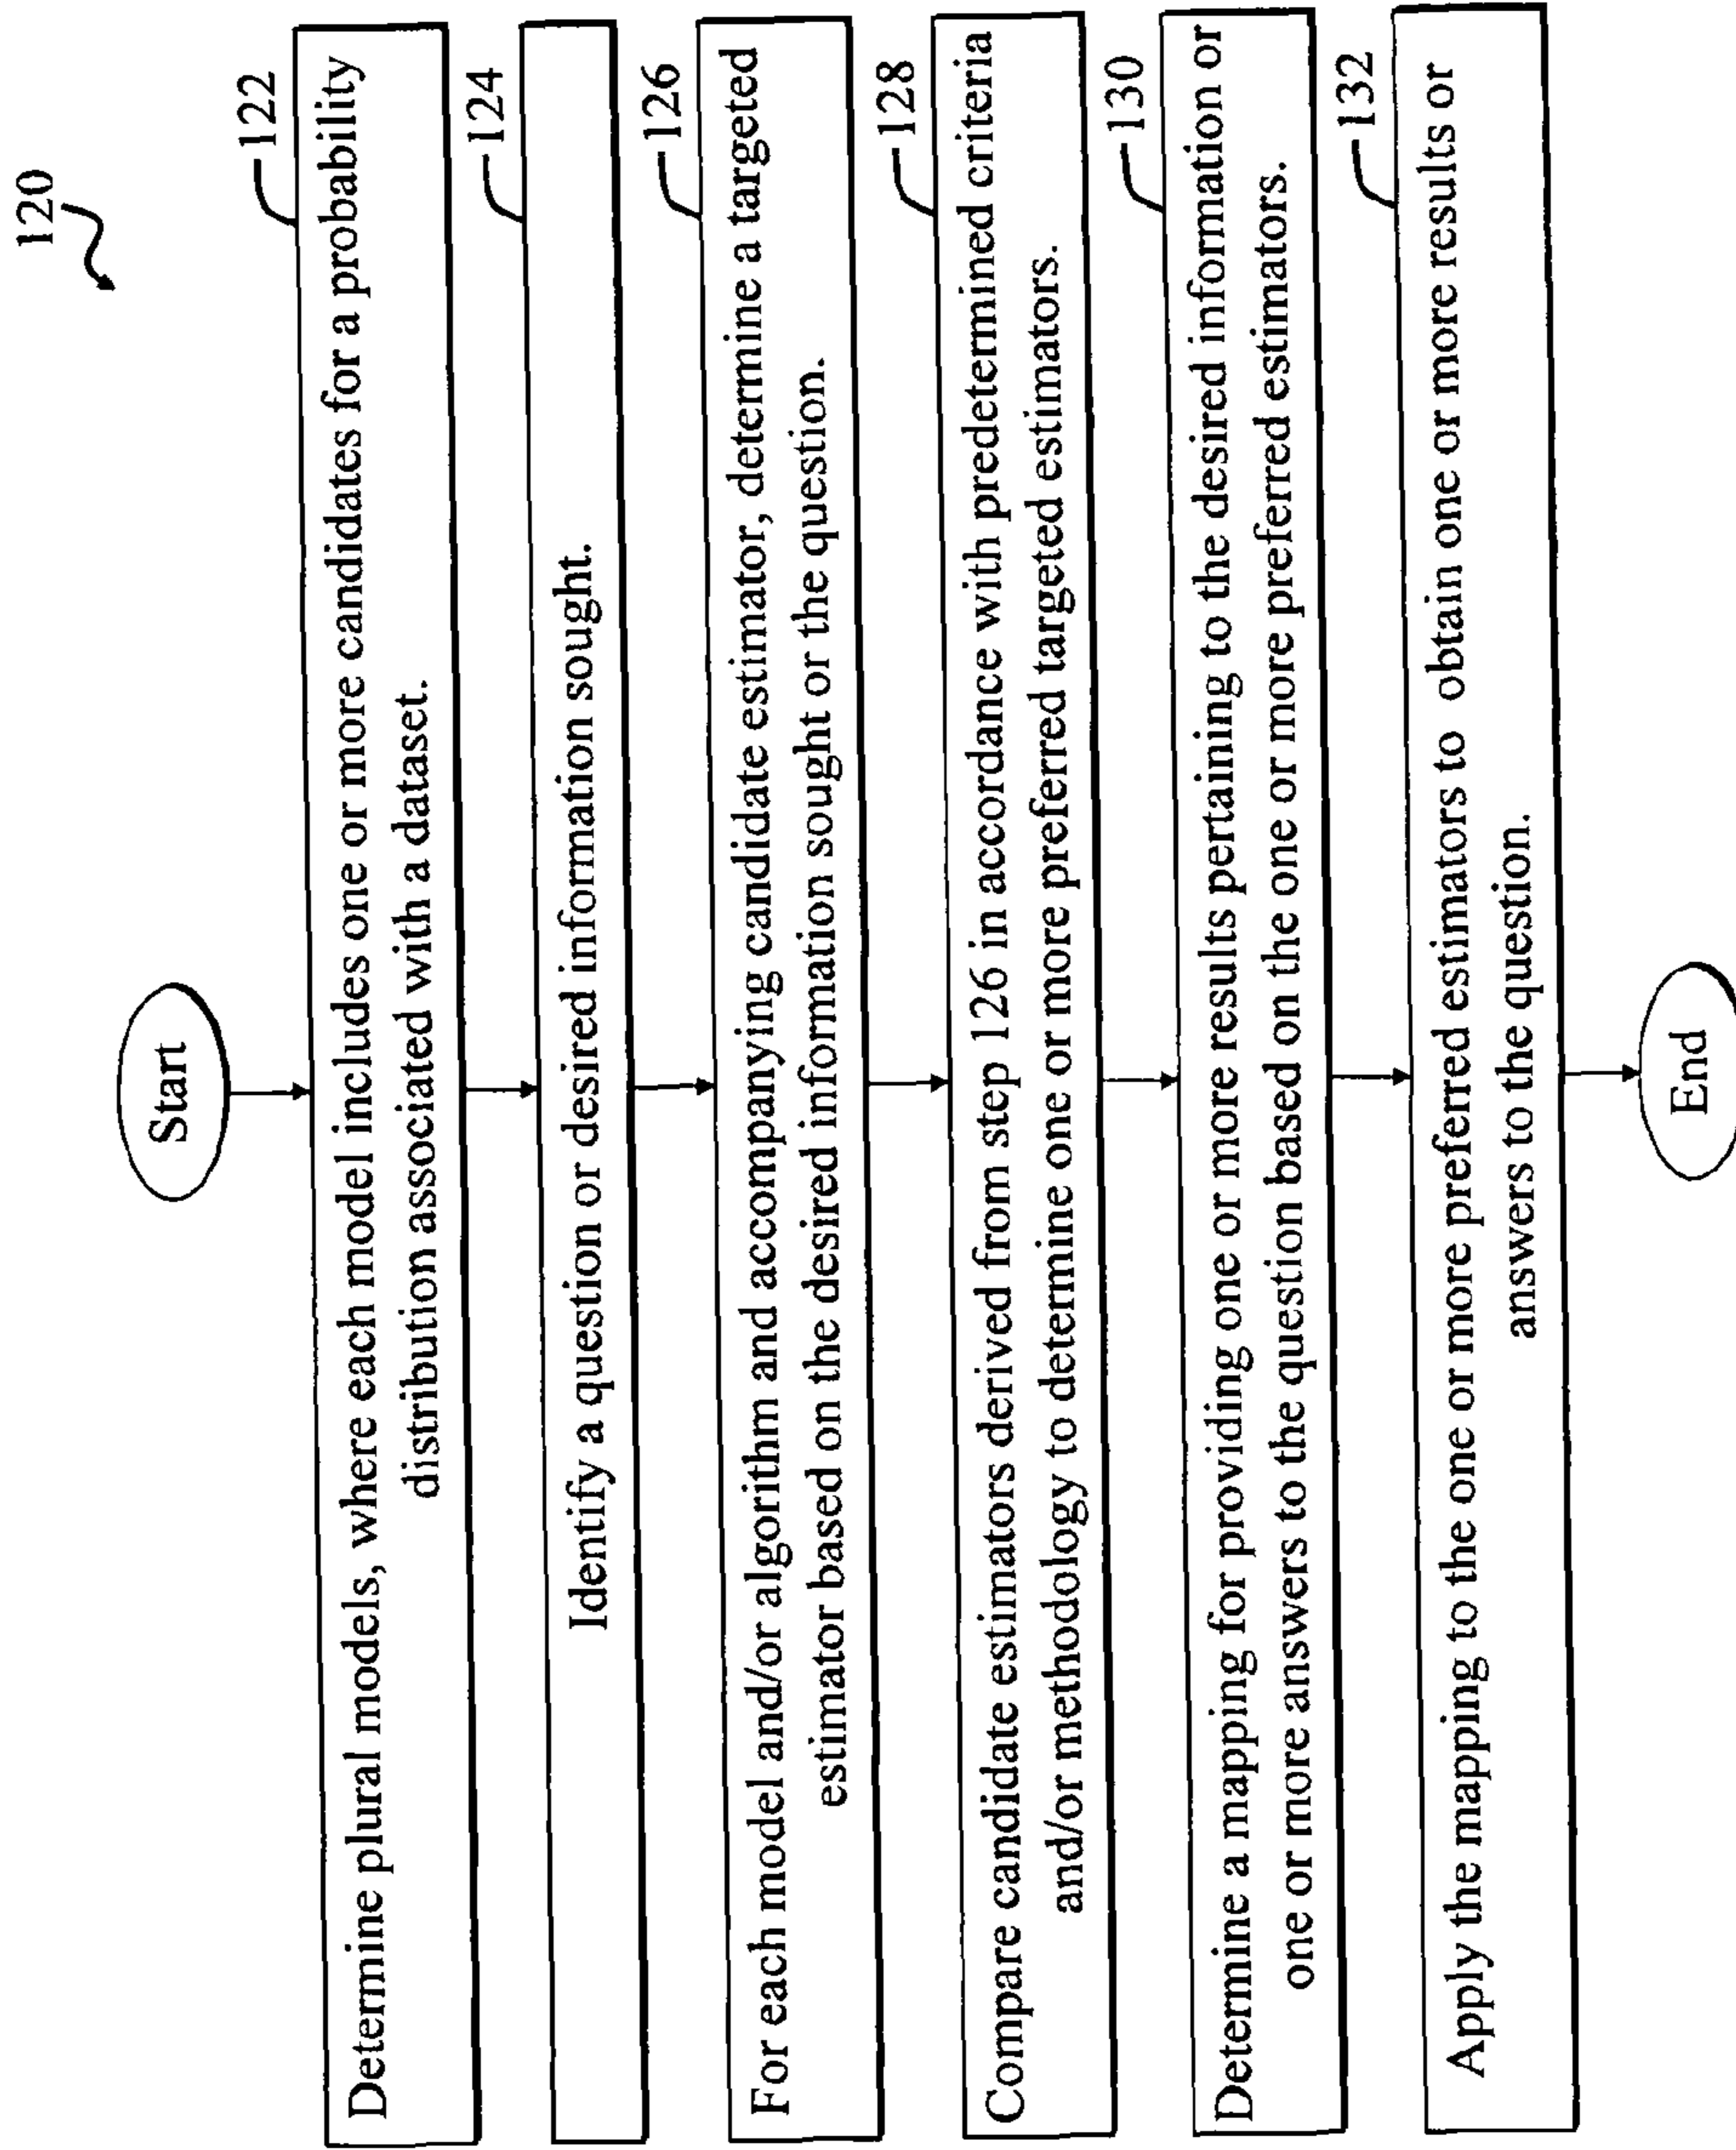 120
Start
122
Determine plural models, where each model includes one or more candidates for a probability
distribution associated with a dataset.
124
Identify a question or desired information sought.
126
For each model and/or algorithm and accompanying candidate estimator, determine a targeted
estimator based on the desired information sought or the question.
128
Compare candidate estimators derived from step 126 in accordance with predetermined criteria
and/or methodology to determine one or more preferred targeted estimators.
130
Determine a mapping for providing one or more results pertaining to the desired information or
one or more answers to the question based on the one or more preferred estimators.
132
Apply the mapping to the one or more preferred estimators to obtain one or more results or
answers to the question.
End